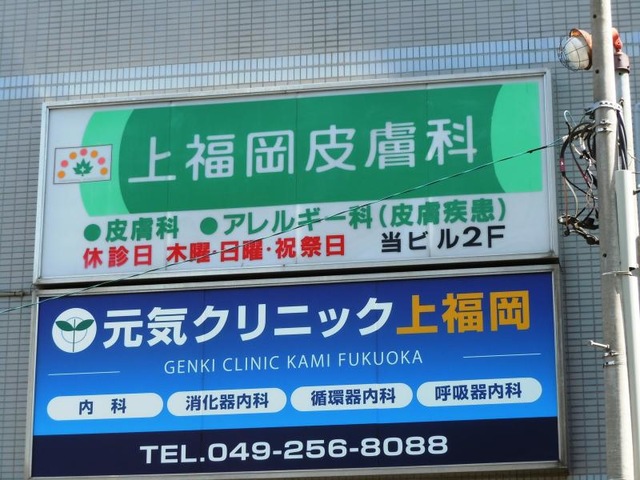 上福岡皮膚科
●皮膚科 ●アレルギー科(皮膚疾患)
休診日 木曜・日曜・祝祭日 当ビル2F
元気クリニック上福岡
GENKI CLINIC KAMI FUKUOKA
内科 消化器内科 循環器内科 呼吸器内科
TEL.049-256-8088